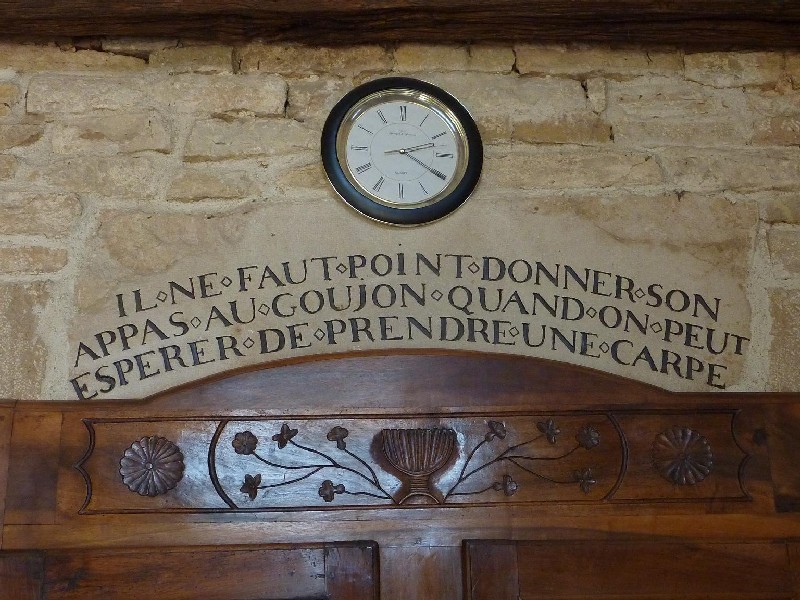 IL◇NE◇FAUT◇POINT◇DONNER◇SON
APPAS◇AU◇GOUJON◇QUAND◇ON◇PEUT
ESPERER◇DE◇PRENDRE◇UNE◇CARPE